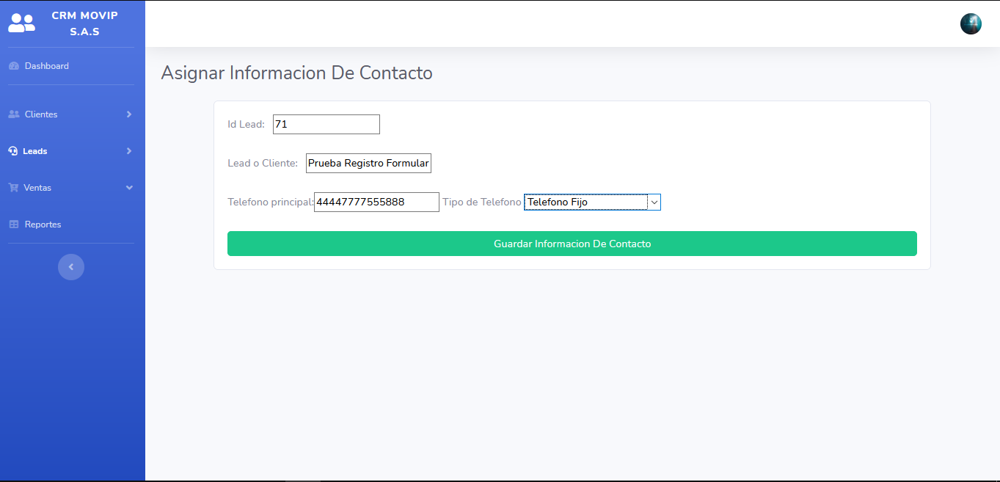 CRM MOVIP
S.A.S
Dashboard
Clientes
Leads
Ventas
Reportes
Asignar Informacion De Contacto
Id Lead: 71
Lead o Cliente: Prueba Registro Formular
Telefono principal: 44447777555888 Tipo de Telefono Telefono Fijo
Guardar Informacion De Contacto